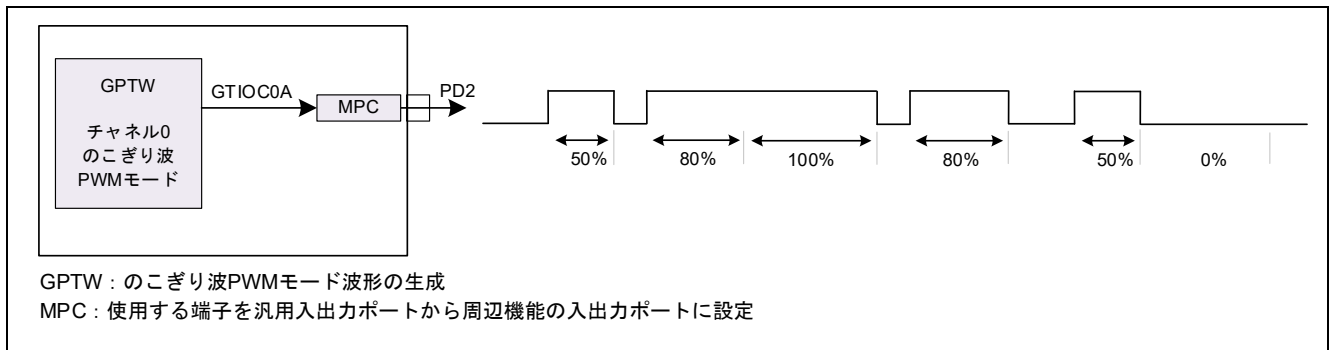 GPTW
チャネル0
のこぎり波
PWMモード
GTIOC0A
MPC
PD2
50%
80%
100%
80%
50%
0%
GPTW：のこぎり波PWMモード波形の生成
MPC：使用する端子を汎用入出力ポートから周辺機能の入出力ポートに設定